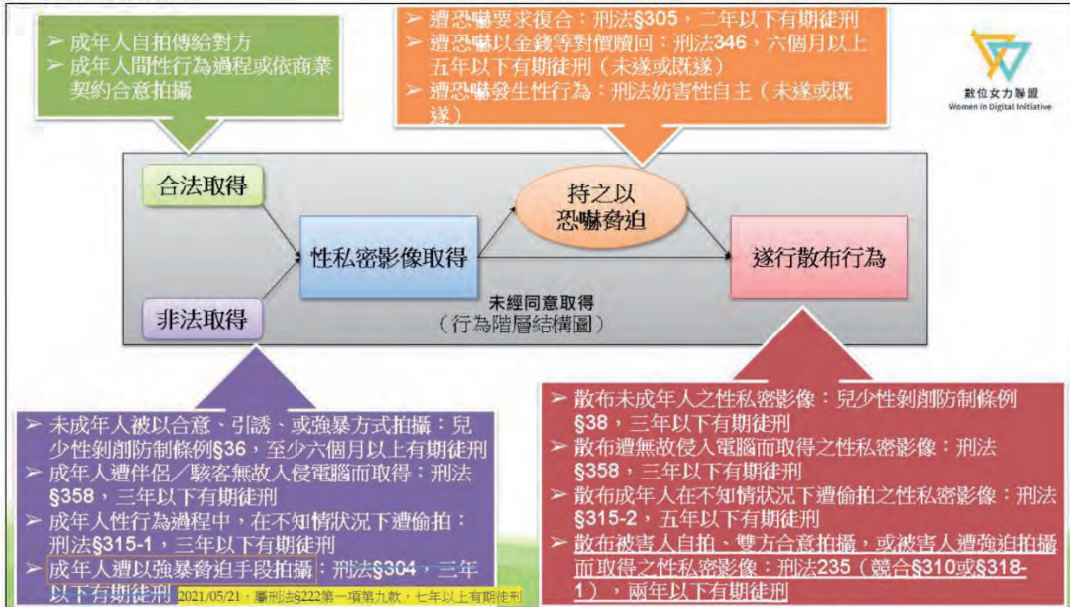 ➢ 成年人自拍傳給對方
➢ 成年人間性行為過程或依商業
契約合意拍攝
➢ 遭恐嚇要求復合：刑法§305，二年以下有期徒刑
➢ 遭恐嚇以金錢等對價贖回：刑法346，六個月以上
五年以下有期徒刑（未遂或既遂）
➢ 遭恐嚇發生性行為：刑法妨害性自主（未遂或既
遂）
數位女力聯盟
Women in Digital Initiative
合法取得
持之以
恐嚇脅迫
性私密影像取得
遂行散布行為
非法取得
未經同意取得
（行為階層結構圖）
➢ 未成年人被以合意、引誘、或強暴方式拍攝：兒
少性剝削防制條例§36，至少六個月以上有期徒刑
➢ 成年人遭伴侶／駭客無故入侵電腦而取得：刑法
§358，三年以下有期徒刑
➢ 成年人性行為過程中，在不知情狀況下遭偷拍：
刑法§315-1，三年以下有期徒刑
➢ 成年人遭以強暴脅迫手段拍攝：刑法§304，三年
以下有期徒刑 2021/05/21，屬刑法§222第一項第九款，七年以上有期徒刑
➢ 散布未成年人之性私密影像：兒少性剝削防制條例
§38，三年以下有期徒刑
➢ 散布遭無故侵入電腦而取得之性私密影像：刑法
§358，三年以下有期徒刑
➢ 散布成年人在不知情狀況下遭偷拍之性私密影像：刑法
§315-2，五年以下有期徒刑
➢ 散布被害人自拍、雙方合意拍攝，或被害人遭強迫拍攝
而取得之性私密影像：刑法235（競合§310或§318-
1），兩年以下有期徒刑